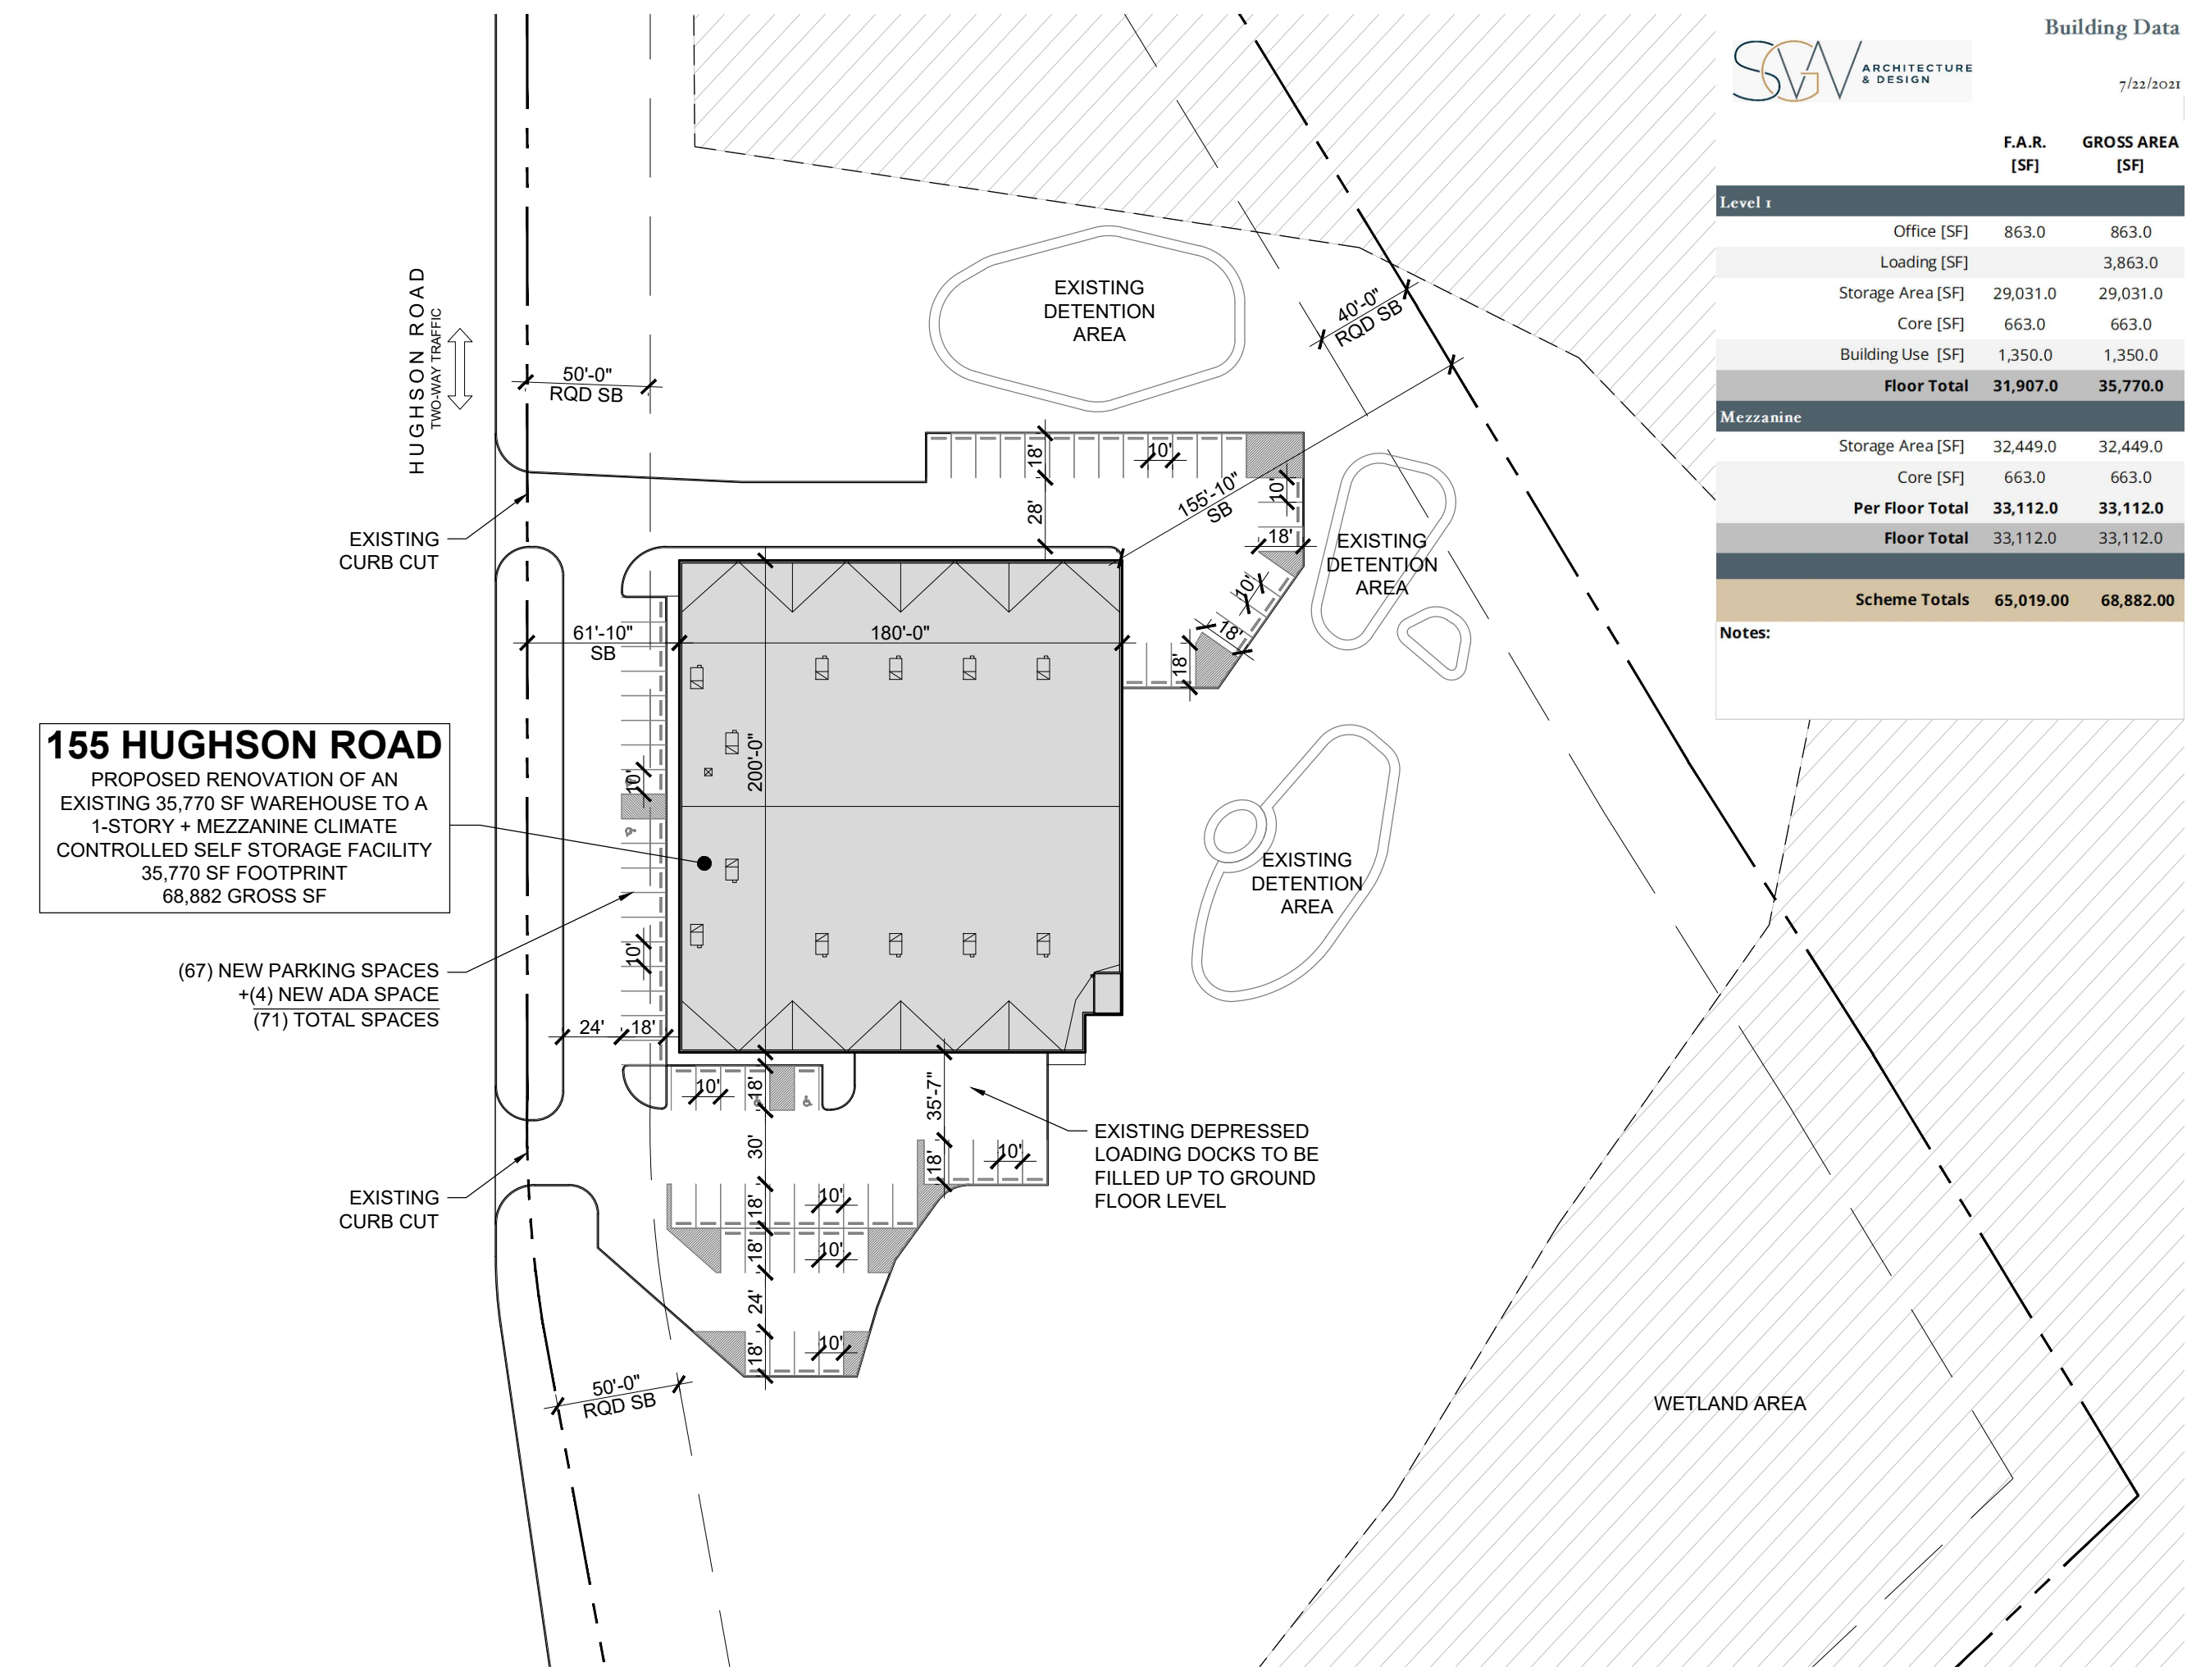 Building Data
SGW ARCHITECTURE
& DESIGN
7/22/2021
F.A.R. GROSS AREA
[SF] [SF]
Level 1
Office [SF] 863.0 863.0
Loading [SF] 3,863.0
Storage Area [SF] 29,031.0 29,031.0
Core [SF] 663.0 663.0
Building Use [SF] 1,350.0 1,350.0
Floor Total 31,907.0 35,770.0
Mezzanine
Storage Area [SF] 32,449.0 32,449.0
Core [SF] 663.0 663.0
Per Floor Total 33,112.0 33,112.0
Floor Total 33,112.0 33,112.0
Scheme Totals 65,019.00 68,882.00
Notes:
HUGHSON ROAD
TWO-WAY TRAFFIC
50'-0"
RQD SB
EXISTING
DETENTION
AREA
40'-0"
RQD SB
18'
10'
28'
155'-10"
SB
10'
18'
EXISTING
DETENTION
AREA
10'
18'
18'
EXISTING
CURB CUT
61'-10"
SB
180'-0"
200'-0"
10'
155 HUGHSON ROAD
PROPOSED RENOVATION OF AN
EXISTING 35,770 SF WAREHOUSE TO A
1-STORY + MEZZANINE CLIMATE
CONTROLLED SELF STORAGE FACILITY
35,770 SF FOOTPRINT
68,882 GROSS SF
EXISTING
DETENTION
AREA
10'
(67) NEW PARKING SPACES
+(4) NEW ADA SPACE
(71) TOTAL SPACES
24'
18'
10'
18'
35'-7"
EXISTING DEPRESSED
LOADING DOCKS TO BE
FILLED UP TO GROUND
FLOOR LEVEL
30'
18'
10'
EXISTING
CURB CUT
18'
10'
18'
10'
24'
18'
10'
50'-0"
RQD SB
WETLAND AREA